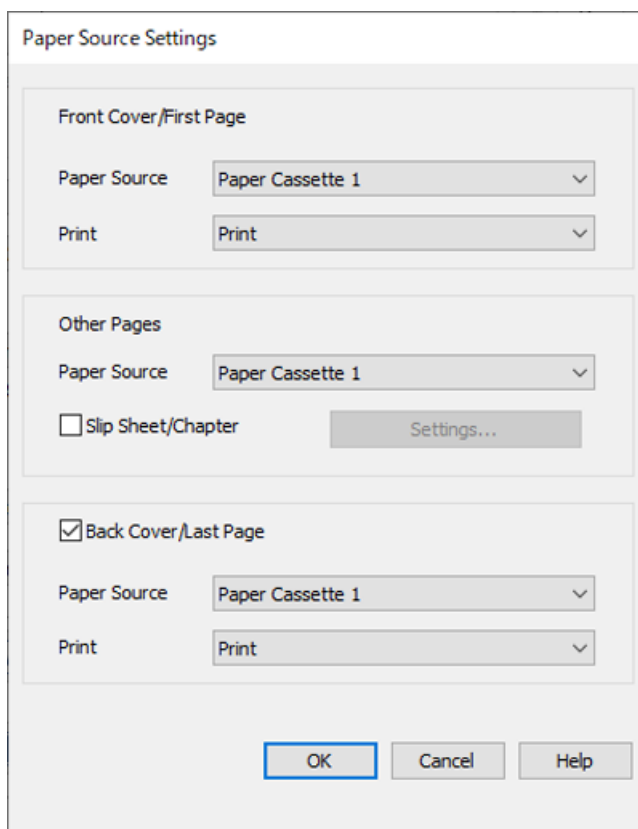 Paper Source Settings
Front Cover/First Page
Paper Source Paper Cassette 1
Print Print
Other Pages
Paper Source Paper Cassette 1
Slip Sheet/Chapter Settings...
Back Cover/Last Page
Paper Source Paper Cassette 1
Print Print
OK Cancel Help